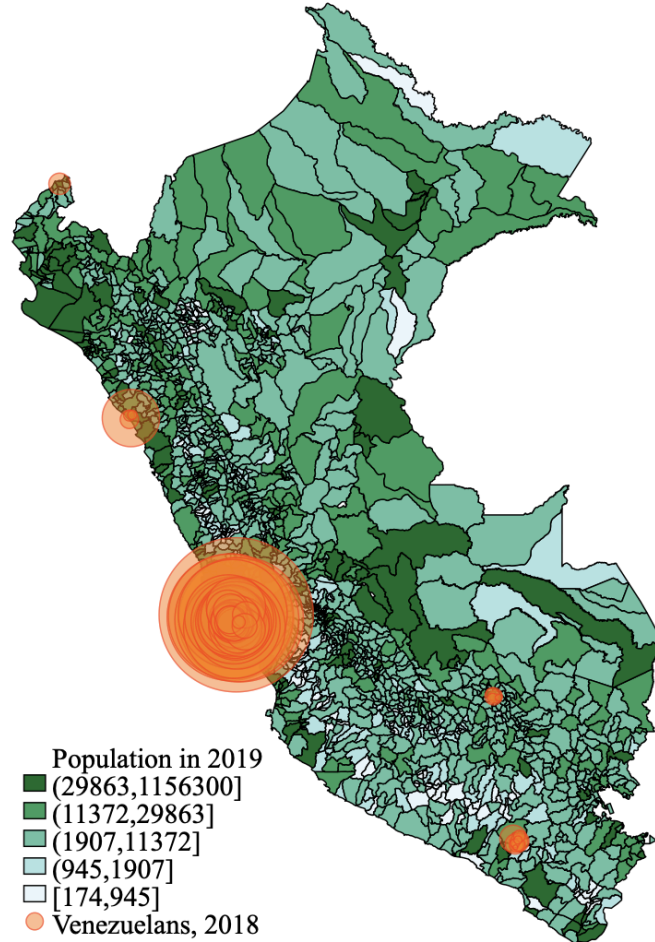 Population in 2019
(29863,1156300]
(11372,29863]
(1907,11372]
(945,1907]
[174,945]
Venezuelans, 2018